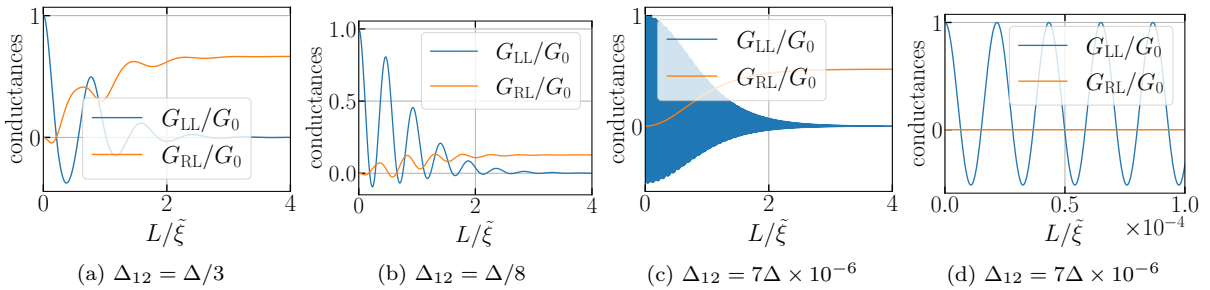 conductances
1
0
G_LL/G_0
G_RL/G_0
0 1 2 3 4
L/ξ̃
(a) Δ_12 = Δ/3
conductances
1.0
0.5
0.0
G_LL/G_0
G_RL/G_0
0 2 4
L/ξ̃
(b) Δ_12 = Δ/8
conductances
1
0
G_LL/G_0
G_RL/G_0
0 2 4
L/ξ̃
(c) Δ_12 = 7Δ × 10^−6
conductances
1
0
G_LL/G_0
G_RL/G_0
0.0 0.5 1.0
L/ξ̃
×10^−4
(d) Δ_12 = 7Δ × 10^−6